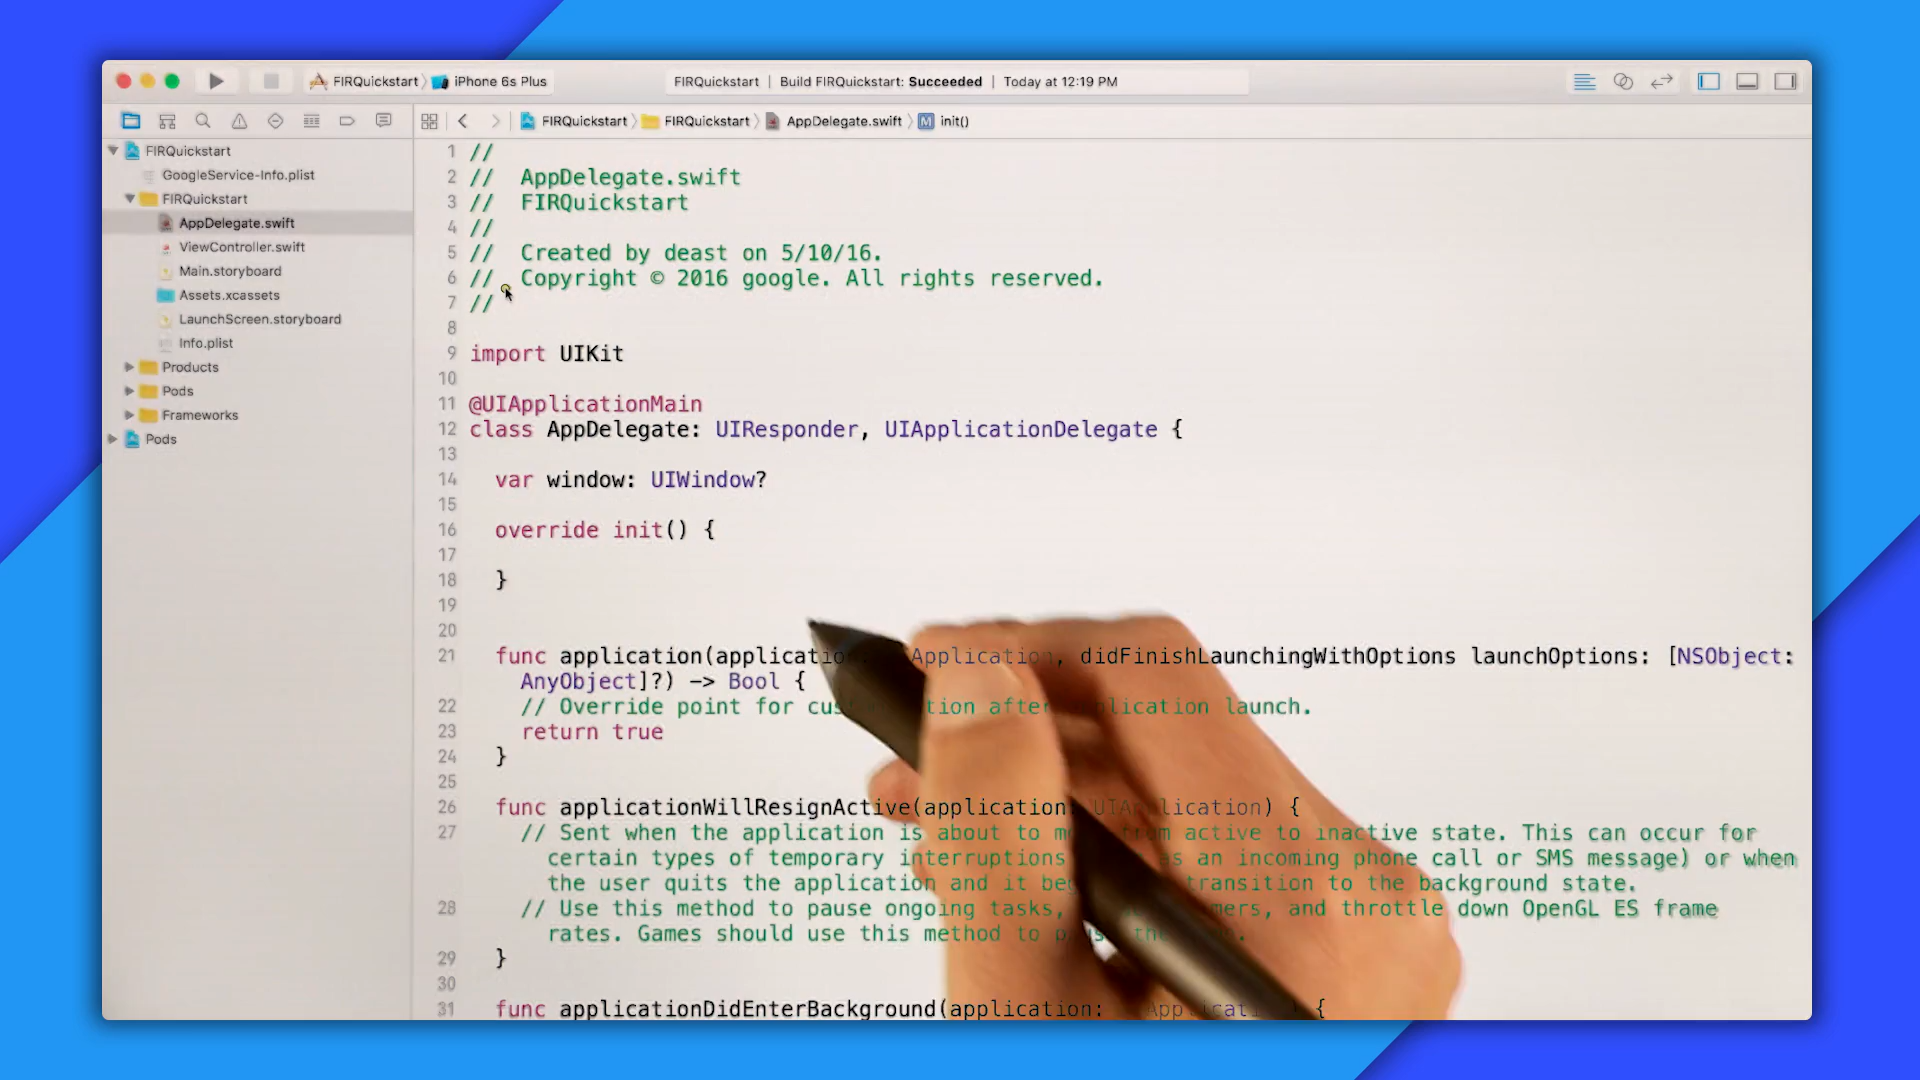 FIRQuickstart iPhone 6s Plus FIRQuickstart | Build FIRQuickstart: Succeeded | Today at 12:19 PM
FIRQuickstart FIRQuickstart AppDelegate.swift M init()
FIRQuickstart
GoogleService-Info.plist
FIRQuickstart
AppDelegate.swift
ViewController.swift
Main.storyboard
Assets.xcassets
LaunchScreen.storyboard
Info.plist
Products
Pods
Frameworks
Pods
1 //
2 // AppDelegate.swift
3 // FIRQuickstart
4 //
5 // Created by deast on 5/10/16.
6 // Copyright © 2016 google. All rights reserved.
7 //
8
9 import UIKit
10
11 @UIApplicationMain
12 class AppDelegate: UIResponder, UIApplicationDelegate {
13
14 var window: UIWindow?
15
16 override init() {
17
18 }
19
20
21 func application(application: Application, didFinishLaunchingWithOptions launchOptions: [NSObject:
AnyObject]?) -> Bool {
22 // Override point for after application launch.
23 return true
24 }
25
26 func applicationWillResignActive(application: UIApplication) {
27 // Sent when the application is about to from active to inactive state. This can occur for
certain types of temporary interruptions as an incoming phone call or SMS message) or when
the user quits the application and it transition to the background state.
28 // Use this method to pause ongoing tasks, and throttle down OpenGL ES frame
rates. Games should use this method to
29 }
30
31 func applicationDidEnterBackground(application: {